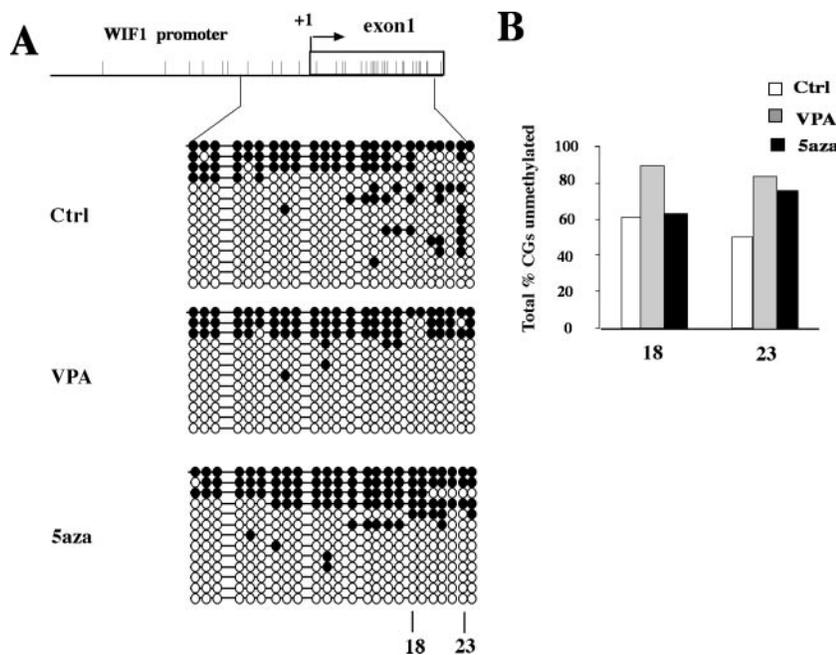 A
WIF1 promoter
+1
exon1
Ctrl
VPA
5aza
18
23
B
Ctrl
VPA
5aza
Total % CGs unmethylated
100
80
60
40
20
0
18
23